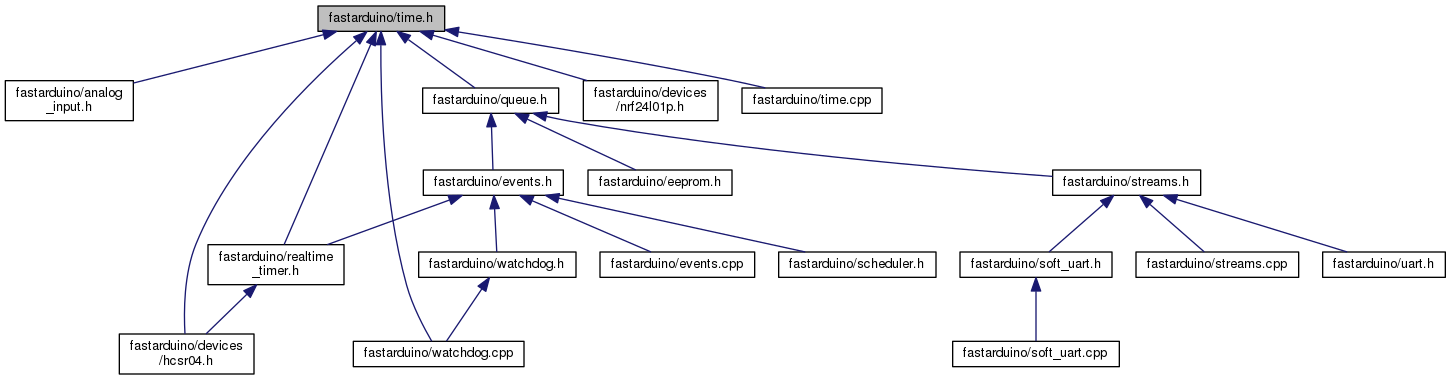 fastarduino/time.h
fastarduino/analog
_input.h
fastarduino/queue.h
fastarduino/devices
/nrf24l01p.h
fastarduino/time.cpp
fastarduino/events.h
fastarduino/eeprom.h
fastarduino/streams.h
fastarduino/realtime
_timer.h
fastarduino/watchdog.h
fastarduino/events.cpp
fastarduino/scheduler.h
fastarduino/soft_uart.h
fastarduino/streams.cpp
fastarduino/uart.h
fastarduino/devices
/hcsr04.h
fastarduino/watchdog.cpp
fastarduino/soft_uart.cpp